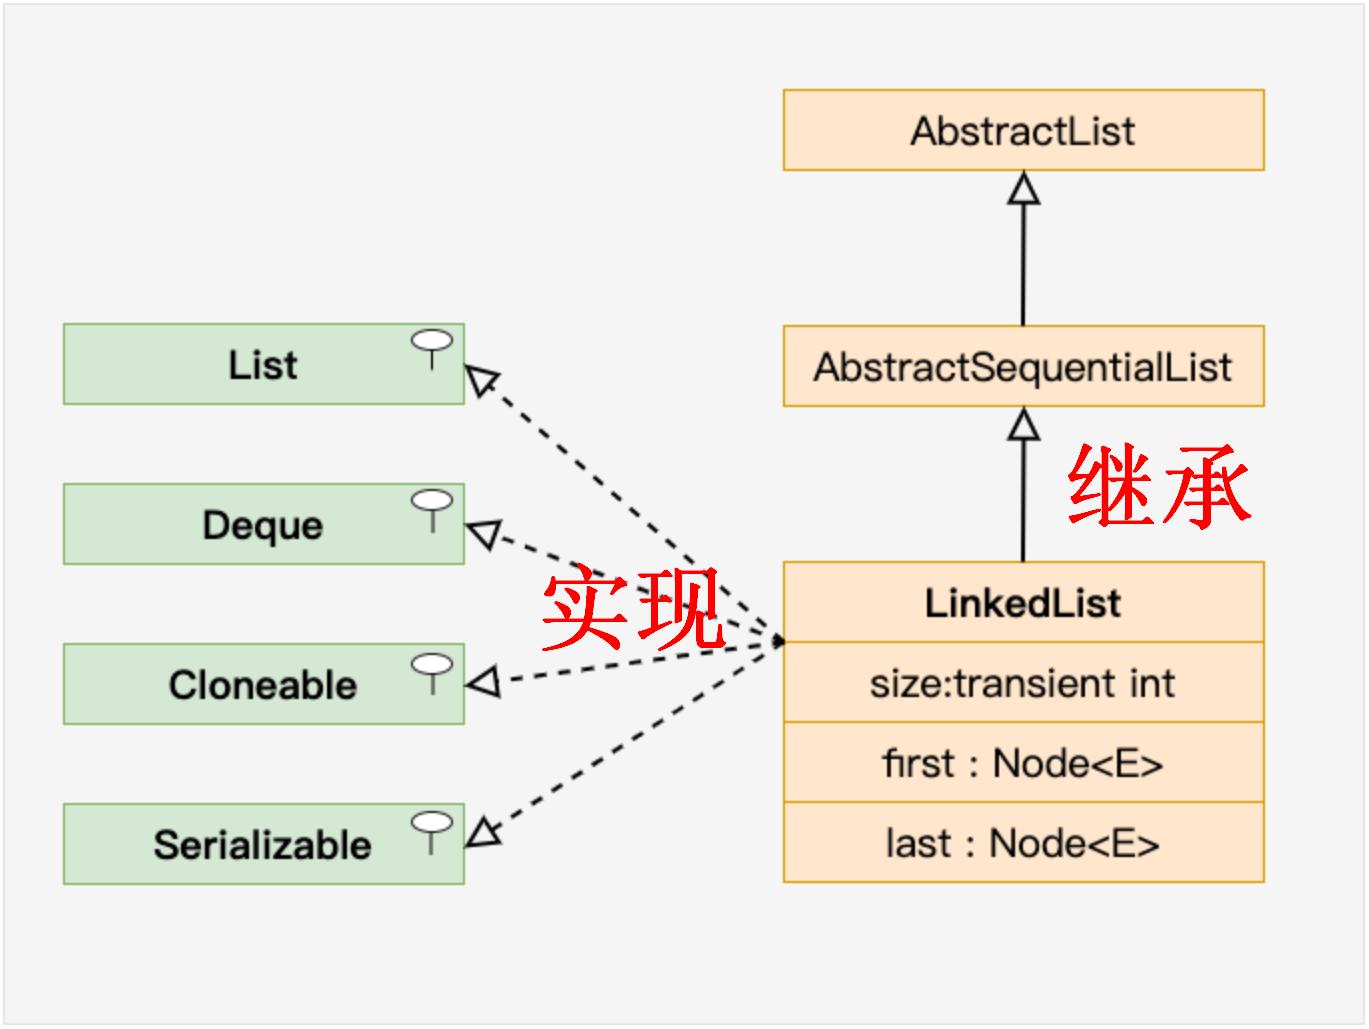 AbstractList
List
AbstractSequentialList
继承
Deque
实现
LinkedList
Cloneable
size:transient int
first : Node<E>
Serializable
last : Node<E>